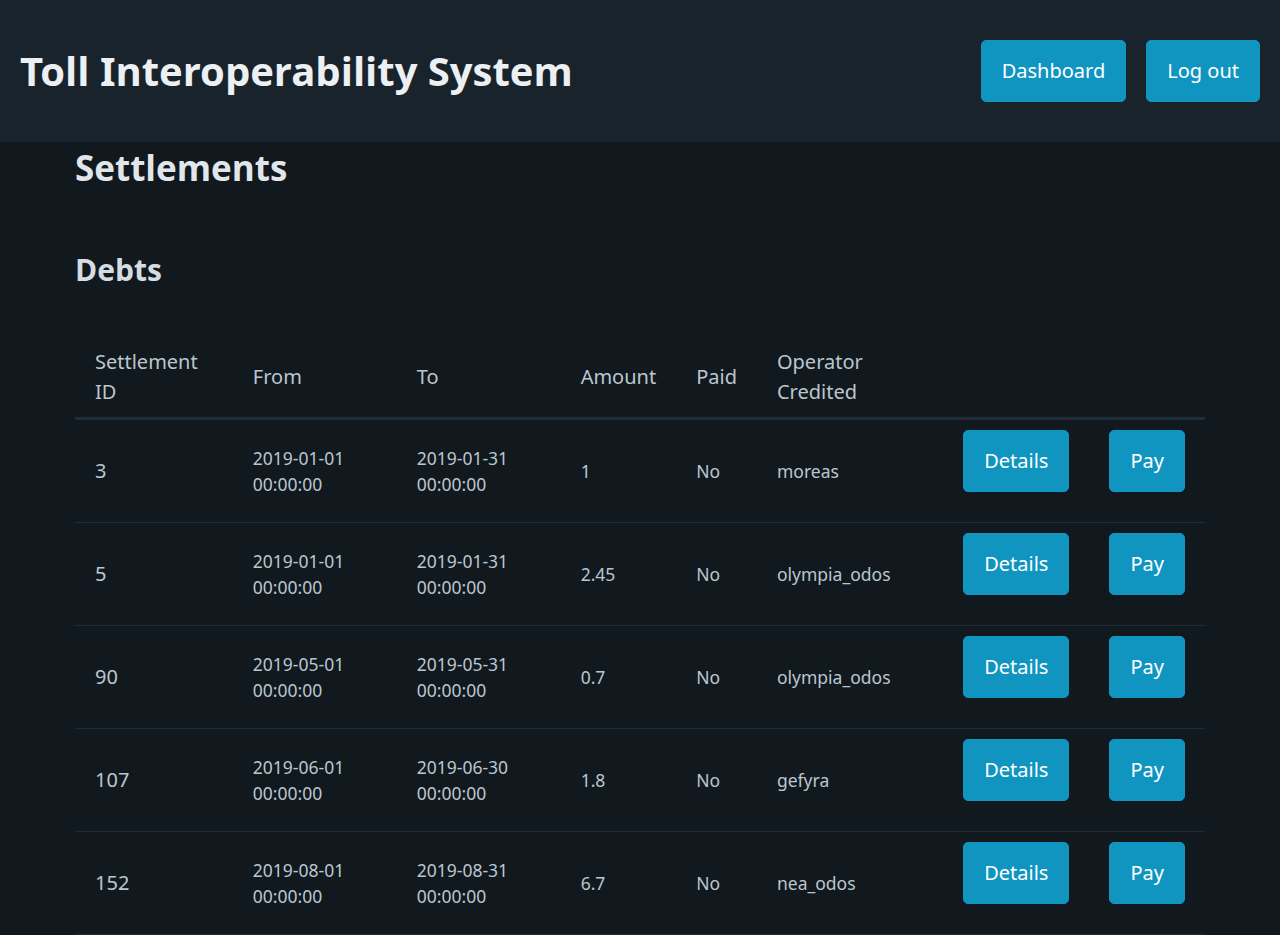 Toll Interoperability System
Dashboard
Log out
Settlements
Debts
Settlement ID From To Amount Paid Operator Credited
3 2019-01-01 00:00:00 2019-01-31 00:00:00 1 No moreas Details Pay
5 2019-01-01 00:00:00 2019-01-31 00:00:00 2.45 No olympia_odos Details Pay
90 2019-05-01 00:00:00 2019-05-31 00:00:00 0.7 No olympia_odos Details Pay
107 2019-06-01 00:00:00 2019-06-30 00:00:00 1.8 No gefyra Details Pay
152 2019-08-01 00:00:00 2019-08-31 00:00:00 6.7 No nea_odos Details Pay